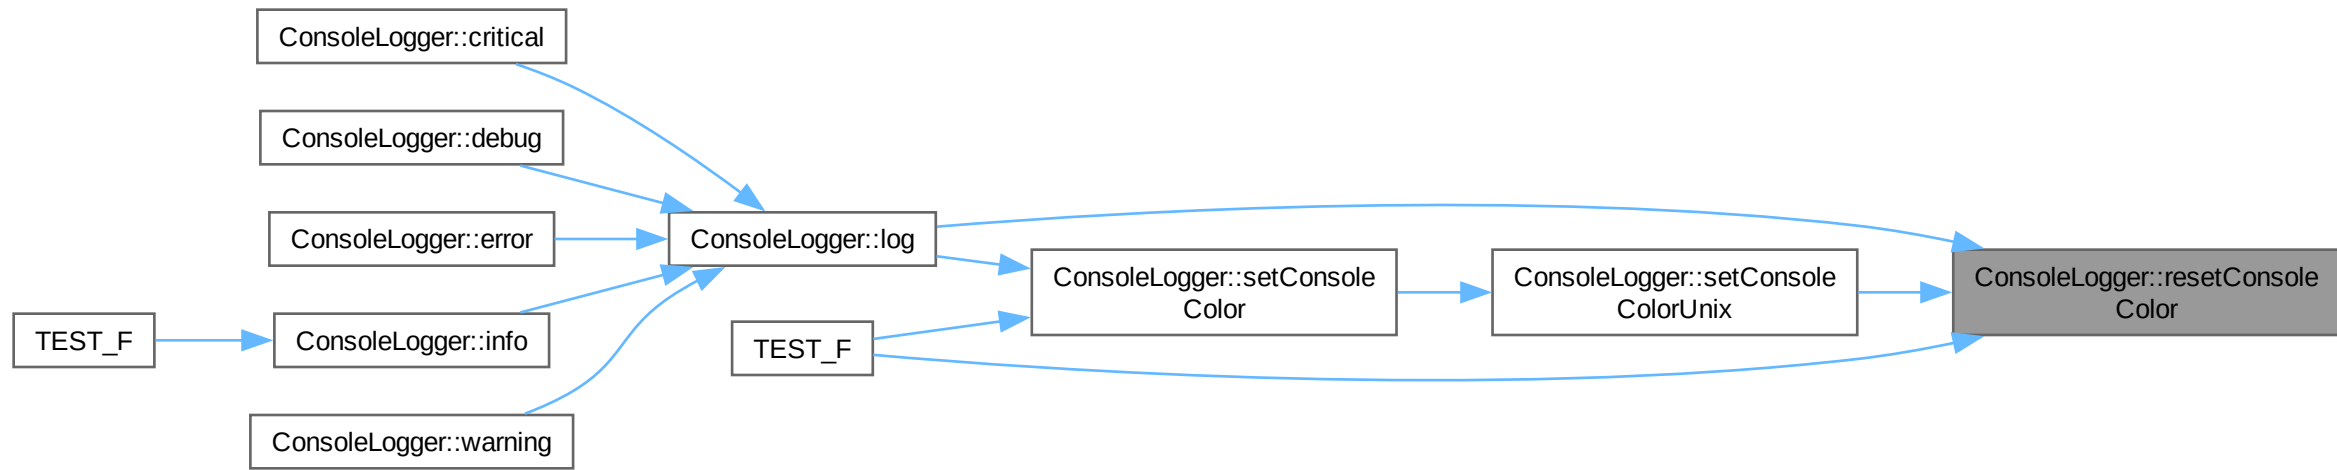 ConsoleLogger::critical
ConsoleLogger::debug
ConsoleLogger::error
ConsoleLogger::info
TEST_F
ConsoleLogger::warning
ConsoleLogger::log
TEST_F
ConsoleLogger::setConsole
Color
ConsoleLogger::setConsole
ColorUnix
ConsoleLogger::resetConsole
Color